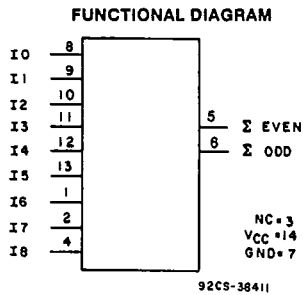 FUNCTIONAL DIAGRAM
I0 8
I1 9
I2 10
I3 11
I4 12
I5 13
I6 1
I7 2
I8 4
5 Σ EVEN
6 Σ ODD
NC=3
VCC=14
GND=7
92CS-38411